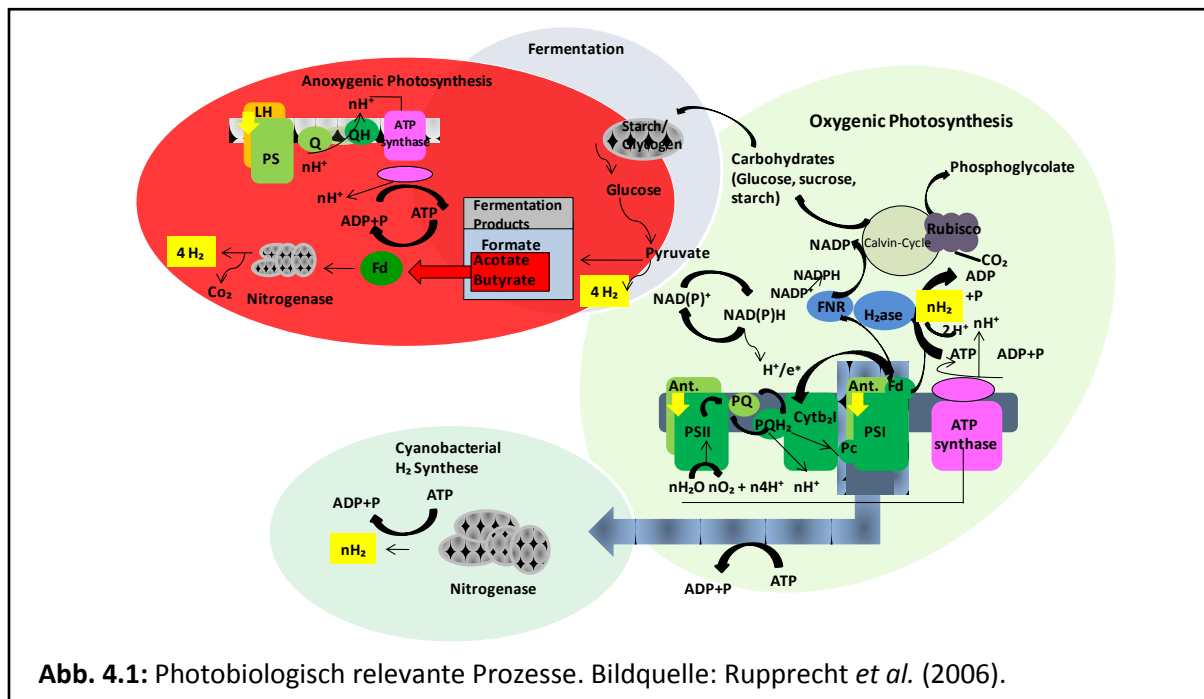 Fermentation
Anoxygenic Photosynthesis
nH⁺
LH
ATP
synthase
Q
QH
PS
nH⁺
nH⁺
ADP+P
ATP
Starch/
Glytogen
Glucose
Fermentation
Products
Formate
Acotate
Butyrate
Pyruvate
4 H₂
Fd
4 H₂
Co₂
Nitrogenase
Oxygenic Photosynthesis
Carbohydrates
(Glucose, sucrose,
starch)
Phosphoglycolate
Rubisco
Calvin-Cycle
NADP⁺
CO₂
NADPH
NADP⁺
ADP
+P
FNR
H₂ase
nH₂
2H⁺
nH⁺
ATP
ADP+P
NAD(P)⁺
NAD(P)H
H⁺/e*
Ant.
PQ
Cytb₂l
Ant.
Fd
PSII
PQH₂
PSI
Pc
ATP
synthase
nH₂O nO₂ + n4H⁺
nH⁺
Cyanobacterial
H₂ Synthese
ADP+P
ATP
nH₂
Nitrogenase
ADP+P
ATP
Abb. 4.1: Photobiologisch relevante Prozesse. Bildquelle: Rupprecht et al. (2006).